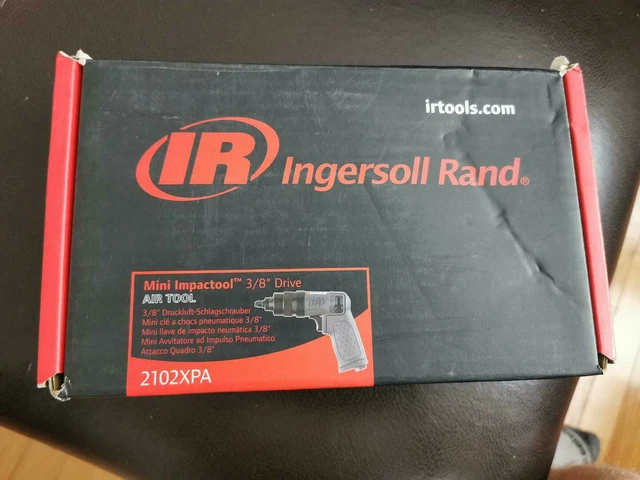 irtools.com
IR Ingersoll Rand®
Mini Impactool™ 3/8" Drive
AIR TOOL
3/8" Druckluft-Schlagschrauber
Mini clé a chocs pneumatique 3/8"
Mini llave de impacto neumática 3/8"
Mini Avvitatore ad Impulso Pneumatico
Attacco Quadro 3/8"
IR
2102XPA